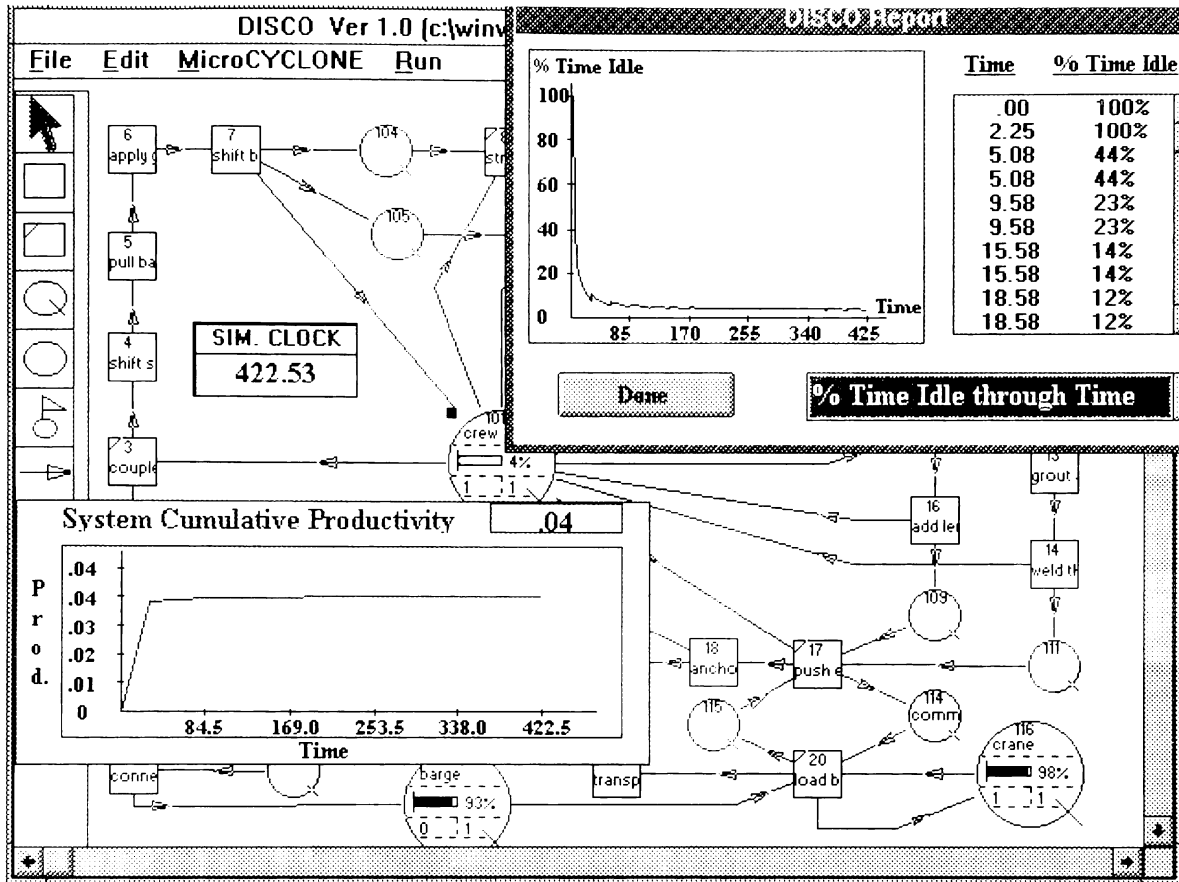 DISCO Ver 1.0 (c:\winw
File Edit MicroCYCLONE Run
DISCO Report
% Time Idle
100
80
60
40
20
0
85 170 255 340 425
Time
Time % Time Idle
.00 100%
2.25 100%
5.08 44%
5.08 44%
9.58 23%
9.58 23%
15.58 14%
15.58 14%
18.58 12%
18.58 12%
Done
% Time Idle through Time
6
apply
7
shift b
104
str
105
5
pull ba
4
shift s
SIM. CLOCK
422.53
3
couple
101
crew
4%
1 1
13
grout
16
add ler
14
weld th
109
111
System Cumulative Productivity .04
Prod.
.04
.04
.03
.02
.01
0
84.5 169.0 253.5 338.0 422.5
Time
18
ancho
17
push e
115
114
comm
116
crane
98%
1 1
20
load b
conne
barge
93%
0 1
transp